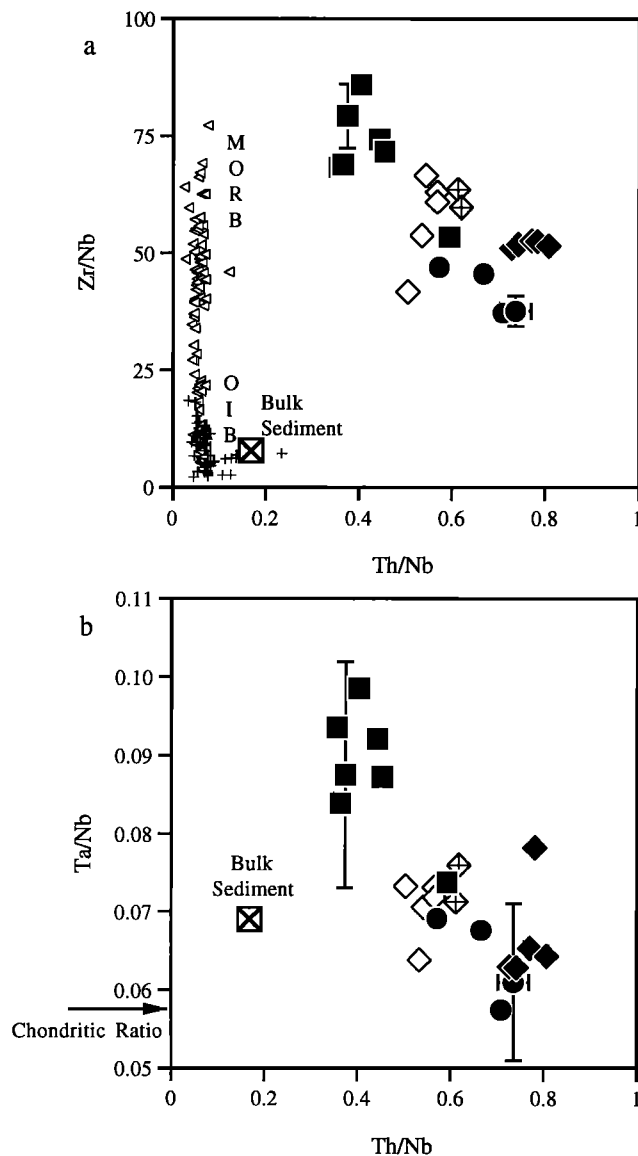 a
100
75
50
25
0
Zr/Nb
M
O
R
B
O
I
B
Bulk
Sediment
0 0.2 0.4 0.6 0.8 1
Th/Nb
b
0.11
0.10
0.09
0.08
0.07
0.06
0.05
Ta/Nb
Bulk
Sediment
Chondritic Ratio
0 0.2 0.4 0.6 0.8 1
Th/Nb